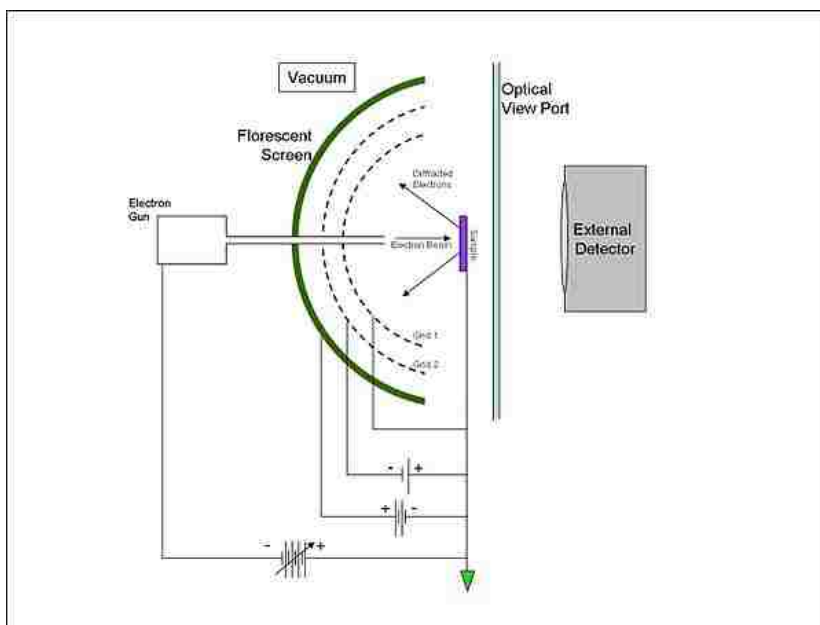 Vacuum
Optical
View Port
Florescent
Screen
Diffracted
Electrons
Electron
Gun
Electron Beam
Sample
External
Detector
Grid 1
Grid 2
- +
+ -
- +